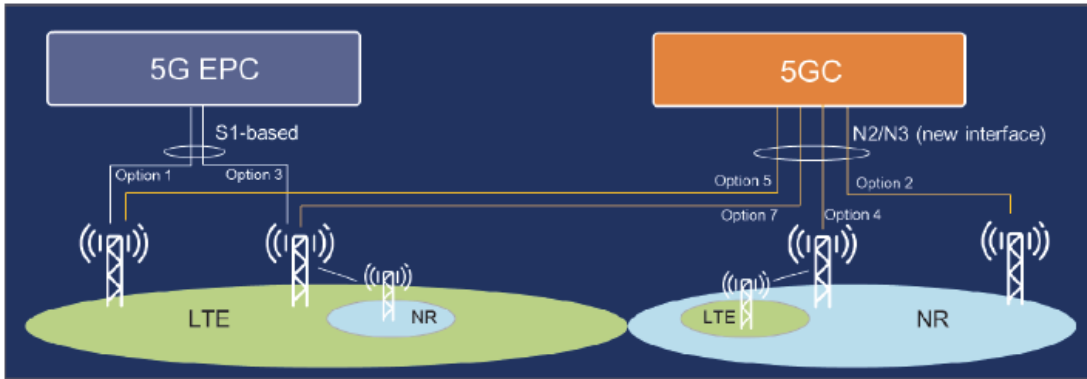 5G EPC
5GC
S1-based
N2/N3 (new interface)
Option 1
Option 3
Option 5
Option 2
Option 7
Option 4
LTE
NR
LTE
NR